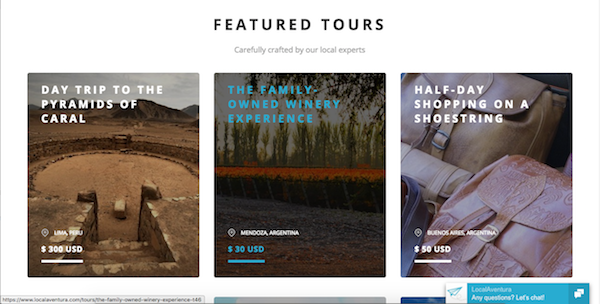 FEATURED TOURS
Carefully crafted by our local experts
DAY TRIP TO THE
PYRAMIDS OF
CARAL
LIMA, PERU
$ 300 USD
THE FAMILY-
OWNED WINERY
EXPERIENCE
MENDOZA, ARGENTINA
$ 30 USD
HALF-DAY
SHOPPING ON A
SHOESTRING
BUENOS AIRES, ARGENTINA
$ 50 USD
https://www.localaventura.com/tours/the-family-owned-winery-experience-t46
LocalAventura
Any questions? Let's chat!